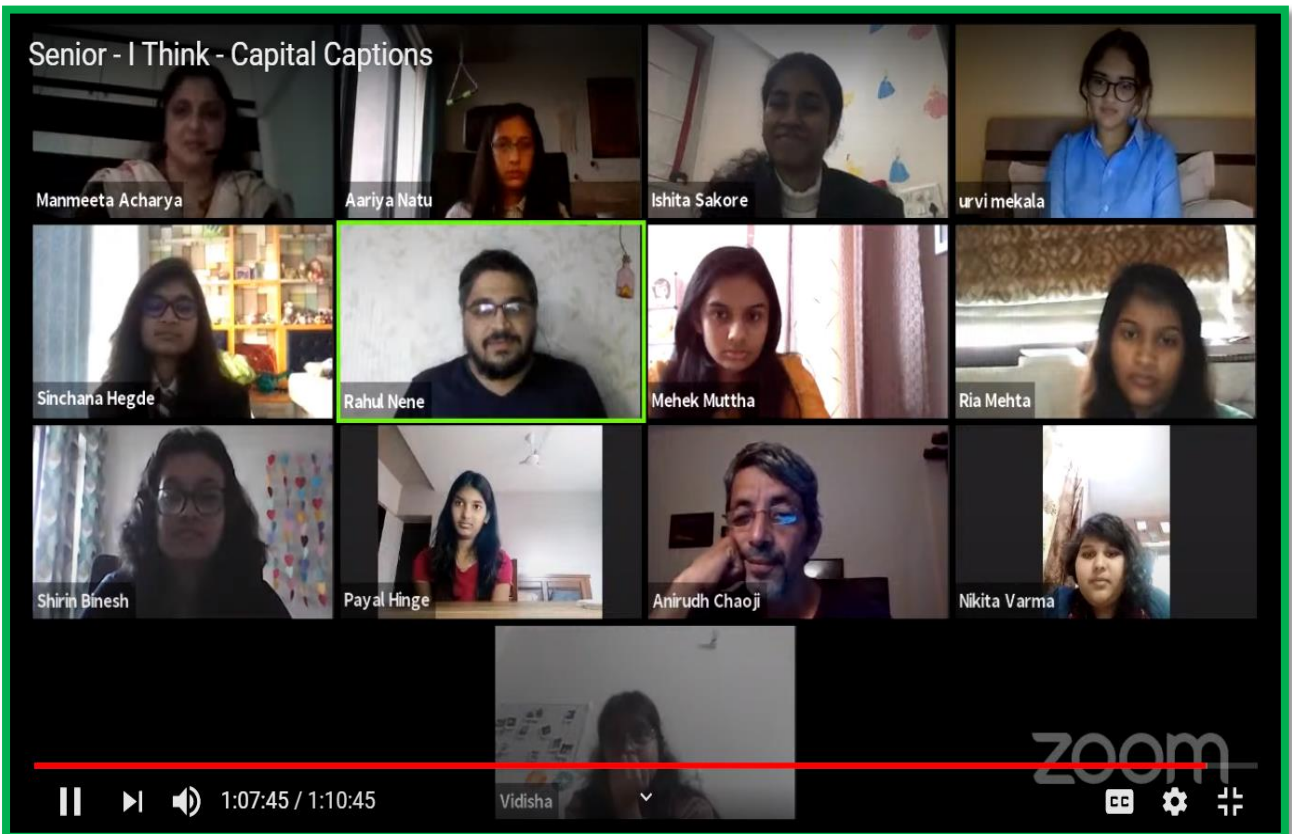 Senior - I Think - Capital Captions
Manmeeta Acharya
Aariya Natu
Ishita Sakore
urvi mekala
Sinchana Hegde
Rahul Nene
Mehek Muttha
Ria Mehta
Shirin Binesh
Payal Hinge
Anirudh Chaoji
Nikita Varma
zoom
1:07:45 / 1:10:45
Vidisha
CC